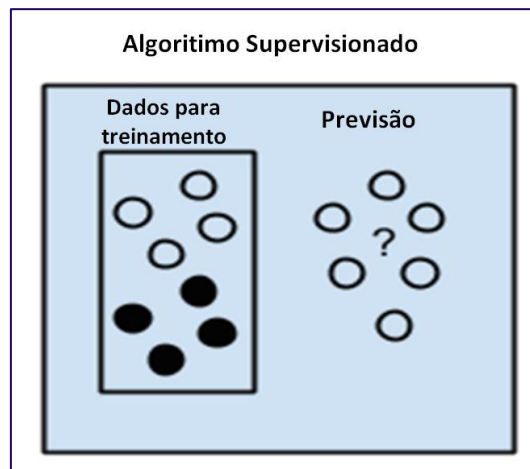 Algoritimo Supervisionado
Dados para
treinamento
Previsão
?